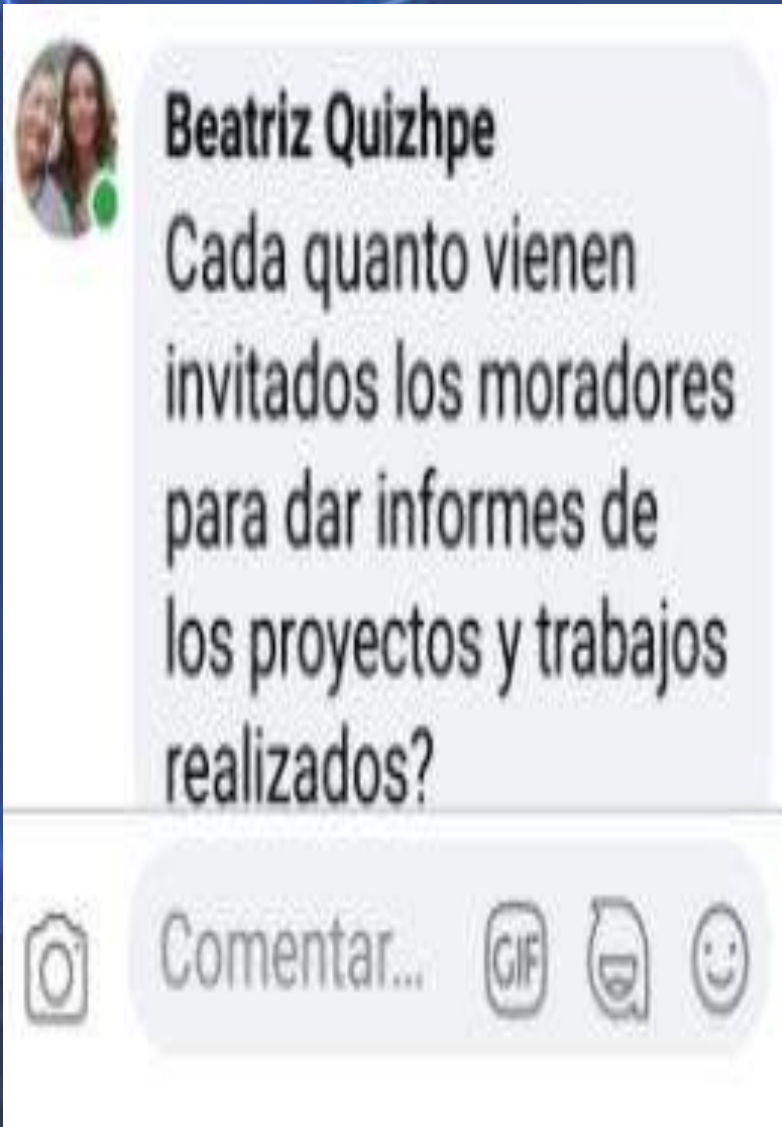 Beatriz Quizhpe
Cada quanto vienen
invitados los moradores
para dar informes de
los proyectos y trabajos
realizados?
Comentar...
GIF